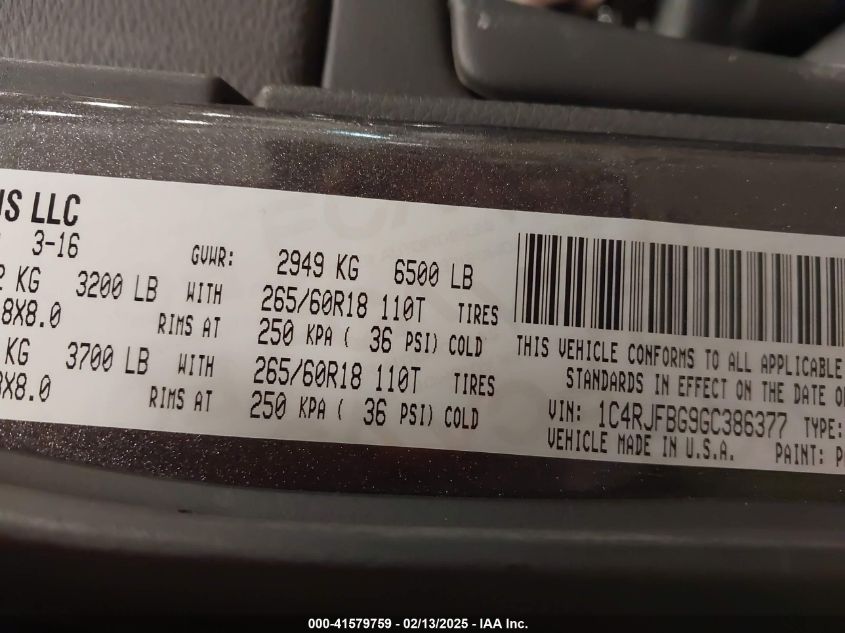 US LLC
3-16 GVWR: 2949 KG 6500 LB
KG 3200 LB WITH 265/60R18 110T TIRES
8X8.0 RIMS AT 250 KPA ( 36 PSI) COLD
KG 3700 LB WITH 265/60R18 110T TIRES
8X8.0 RIMS AT 250 KPA ( 36 PSI) COLD
THIS VEHICLE CONFORMS TO ALL APPLICABLE
STANDARDS IN EFFECT ON THE DATE O
VIN: 1C4RJFBG9GC386377 TYPE:
VEHICLE MADE IN U.S.A. PAINT: P
000-41579759 — 02/13/2025 — IAA Inc.